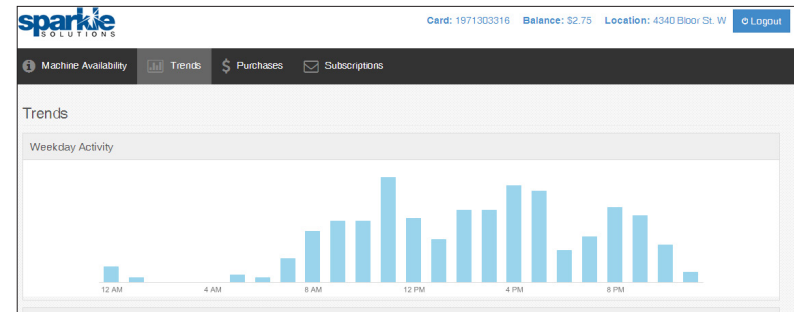 sparkle
SOLUTIONS
Card: 1971303316 Balance: $2.75 Location: 4340 Bloor St. W Logout
Machine Availability Trends $ Purchases Subscriptions
Trends
Weekday Activity
12 AM 4 AM 8 AM 12 PM 4 PM 8 PM